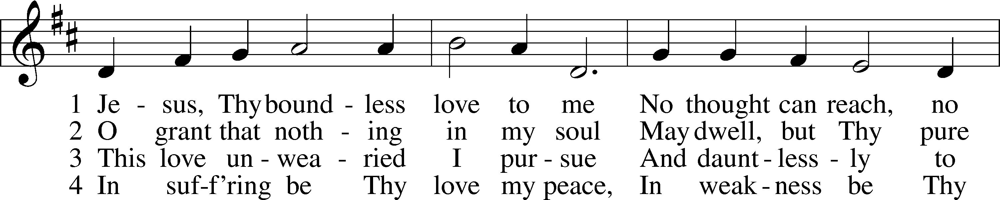 1 Je - sus, Thy bound - less love to me No thought can reach, no
2 O grant that noth - ing in my soul May dwell, but Thy pure
3 This love un - wea - ried I pur - sue And daunt - less - ly to
4 In suf - f'ring be Thy love my peace, In weak - ness be Thy